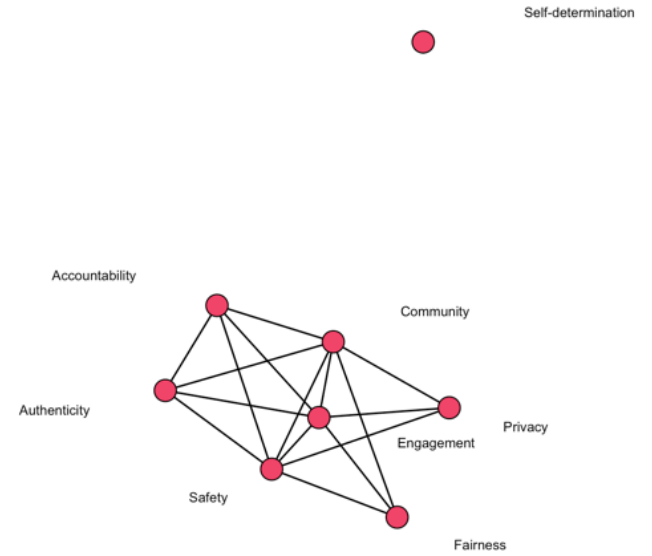 Self-determination
Accountability
Community
Authenticity
Privacy
Engagement
Safety
Fairness